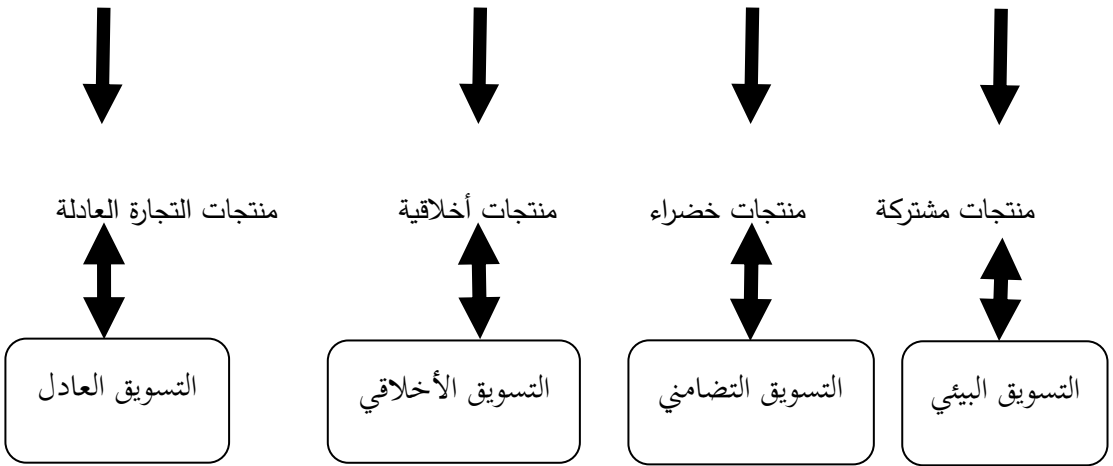 منتجات مشتركة
منتجات خضراء
منتجات أخلاقية
منتجات التجارة العادلة
التسويق البيئي
التسويق التضامني
التسويق الأخلاقي
التسويق العادل